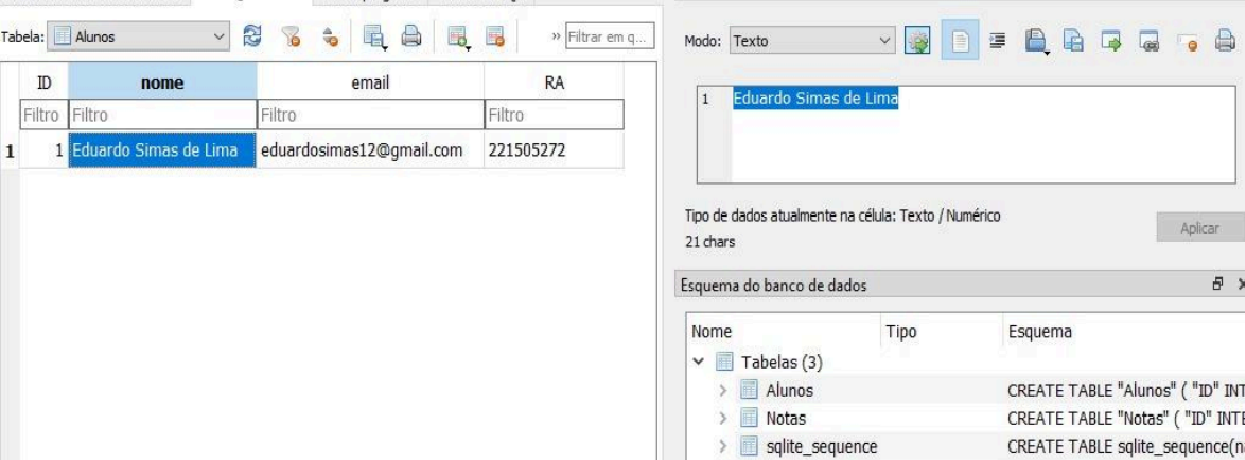 Tabela: Alunos
» Filtrar em q...
ID nome email RA
Filtro Filtro Filtro Filtro
1 1 Eduardo Simas de Lima eduardosimas12@gmail.com 221505272
Modo: Texto
1 Eduardo Simas de Lima
Tipo de dados atualmente na célula: Texto / Numérico
21 chars
Aplicar
Esquema do banco de dados
Nome Tipo Esquema
Tabelas (3)
Alunos CREATE TABLE "Alunos" ( "ID" INT
Notas CREATE TABLE "Notas" ( "ID" INTE
sqlite_sequence CREATE TABLE sqlite_sequence(na